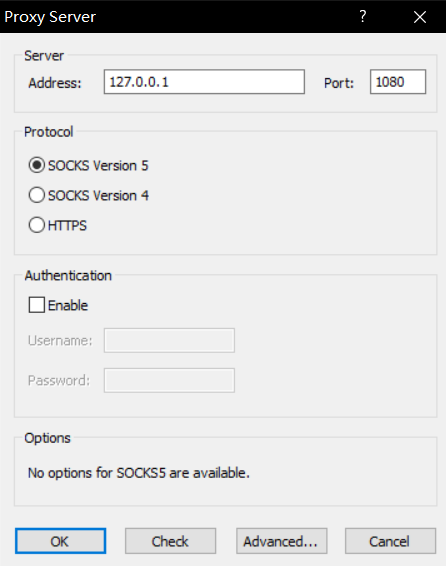 Proxy Server ?
Server
Address: 127.0.0.1 Port: 1080
Protocol
SOCKS Version 5
SOCKS Version 4
HTTPS
Authentication
Enable
Username:
Password:
Options
No options for SOCKS5 are available.
OK Check Advanced... Cancel